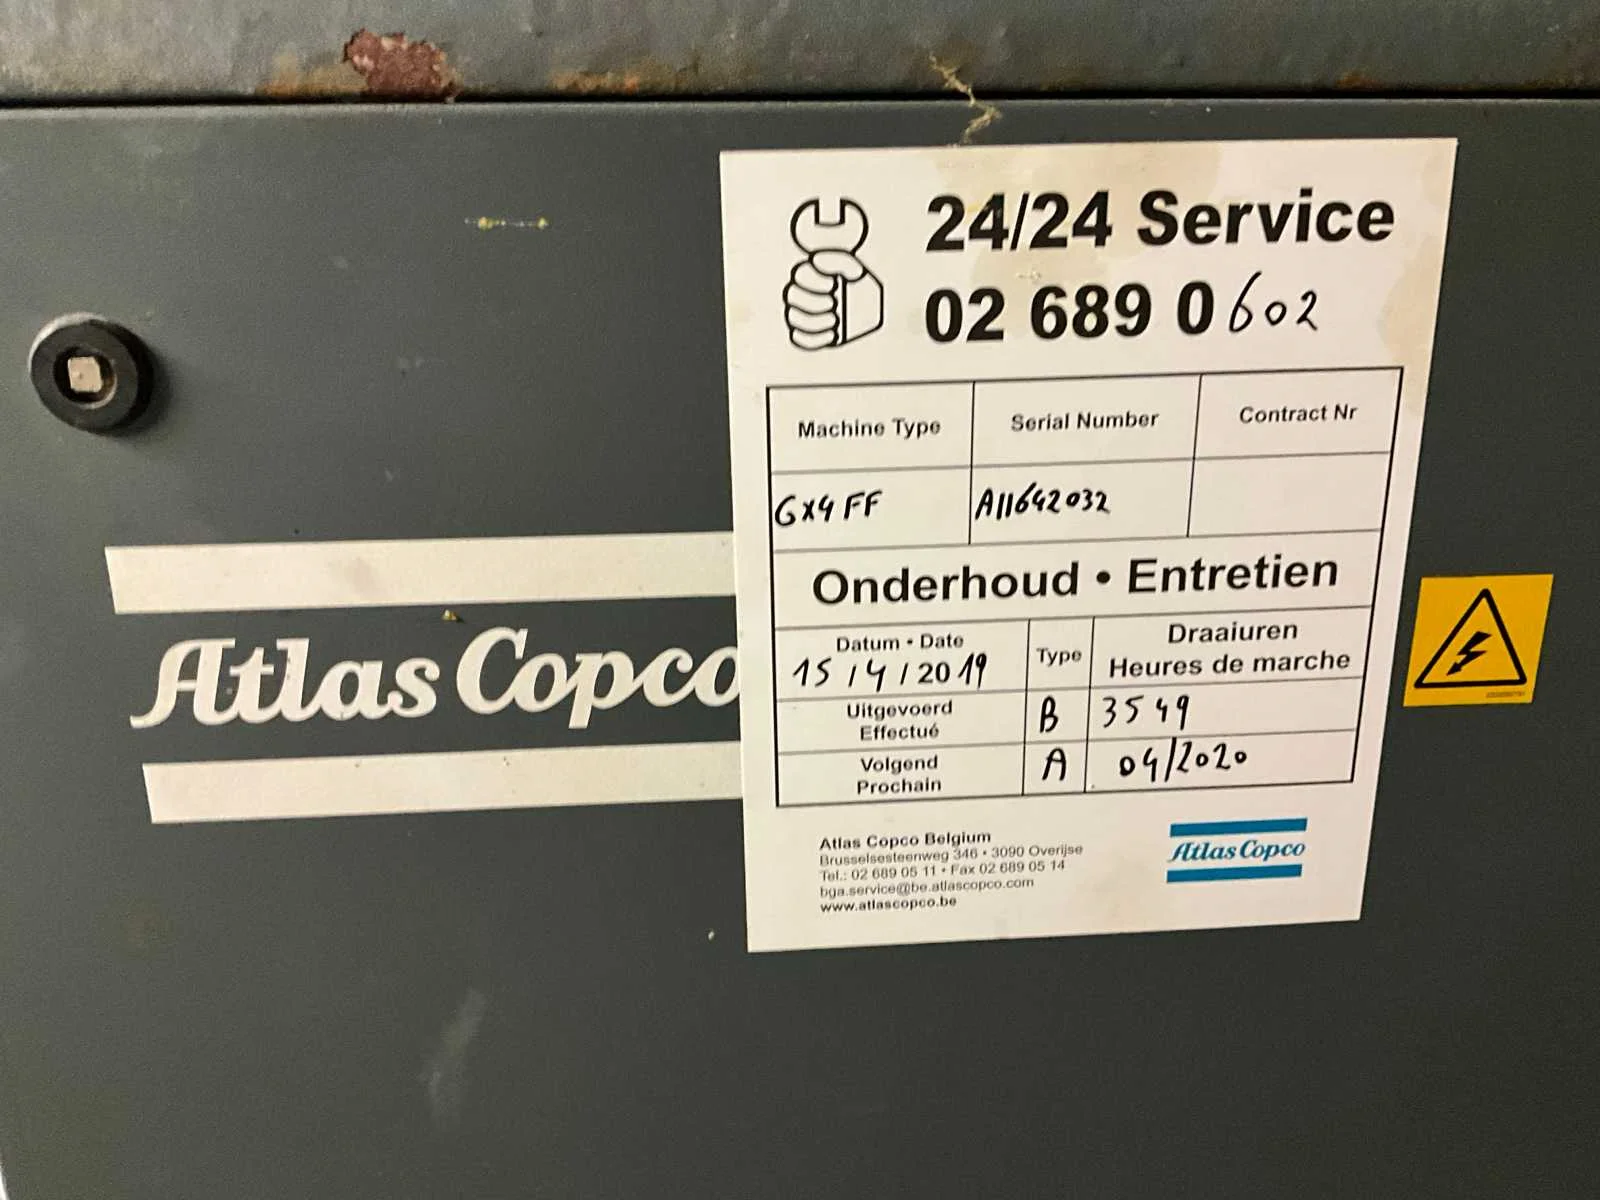 24/24 Service
02 689 0602
Machine Type Serial Number Contract Nr
GX4FF A11642032
Onderhoud • Entretien
Datum • Date Type Draaiuren
15/4/2019 Heures de marche
Uitgevoerd B 3549
Effectué
Volgend A 04/2020
Prochain
Atlas Copco
Atlas Copco Belgium
Brusselsesteenweg 346 • 3090 Overijse
Tel.: 02 689 05 11 • Fax 02 689 05 14
bga.service@be.atlascopco.com
www.atlascopco.be
Atlas Copco